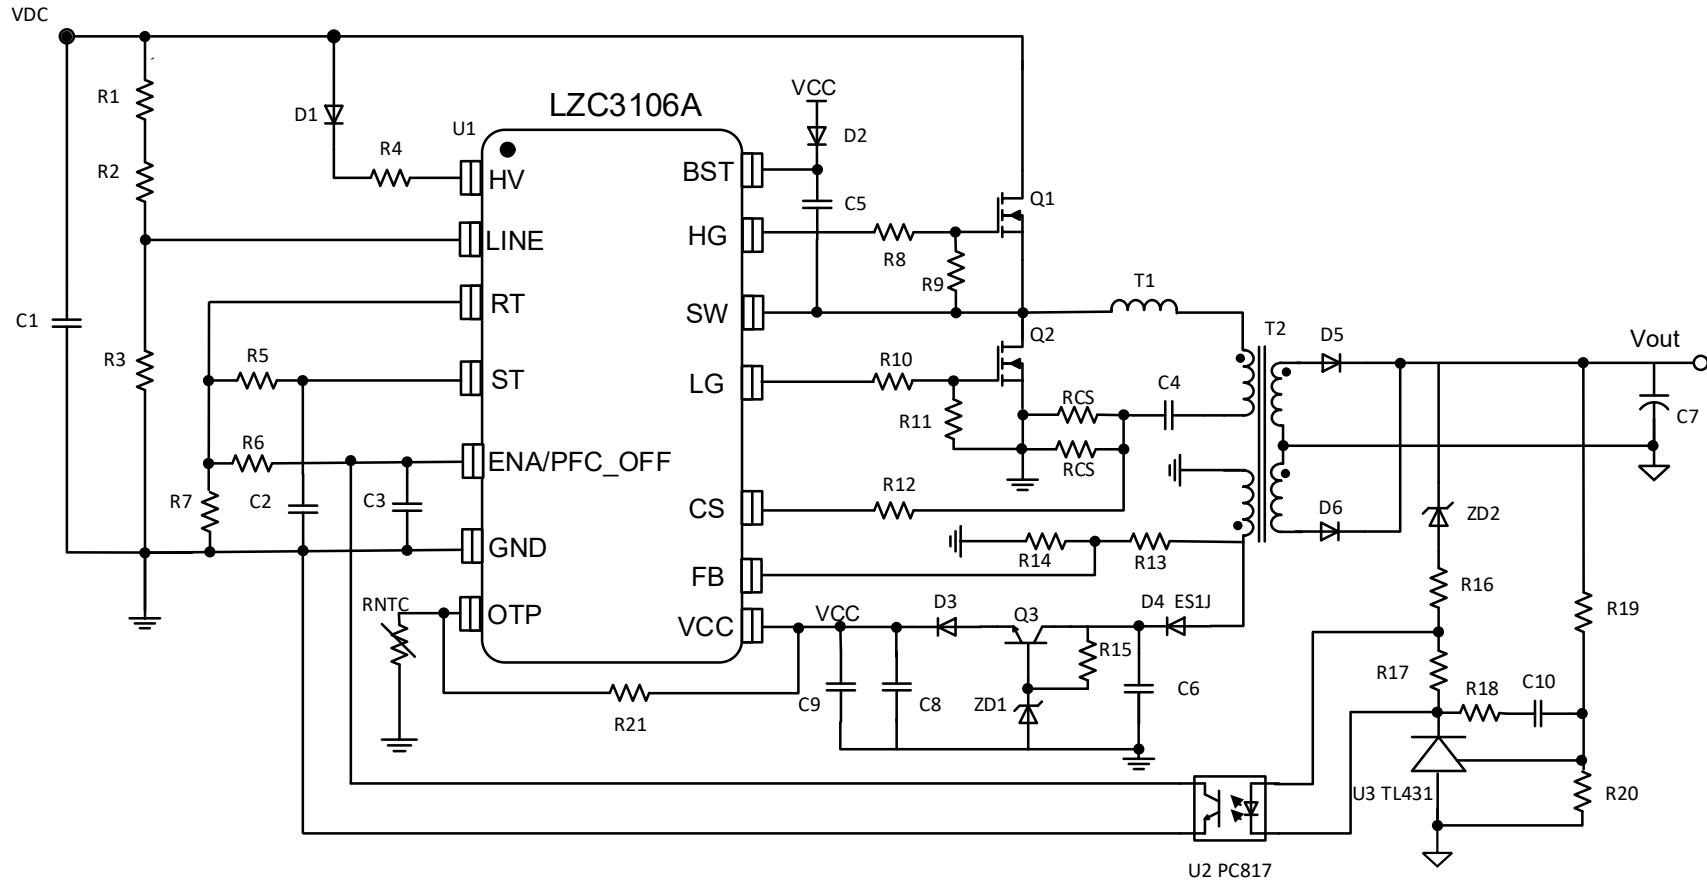 VDC
R1
R2
R3
C1
D1
R4
U1
LZC3106A
HV
LINE
RT
ST
ENA/PFC_OFF
GND
OTP
BST
HG
SW
LG
CS
FB
VCC
R5
R6
R7
C2
C3
RNTC
R21
VCC
D2
C5
R8
R9
Q1
Q2
R10
R11
RCS
RCS
C4
T1
T2
D5
D6
Vout
C7
R12
R14
R13
VCC
D3
Q3
D4 ES1J
R15
ZD1
C9
C8
C6
ZD2
R16
R17
R18
C10
R19
R20
U3 TL431
U2 PC817